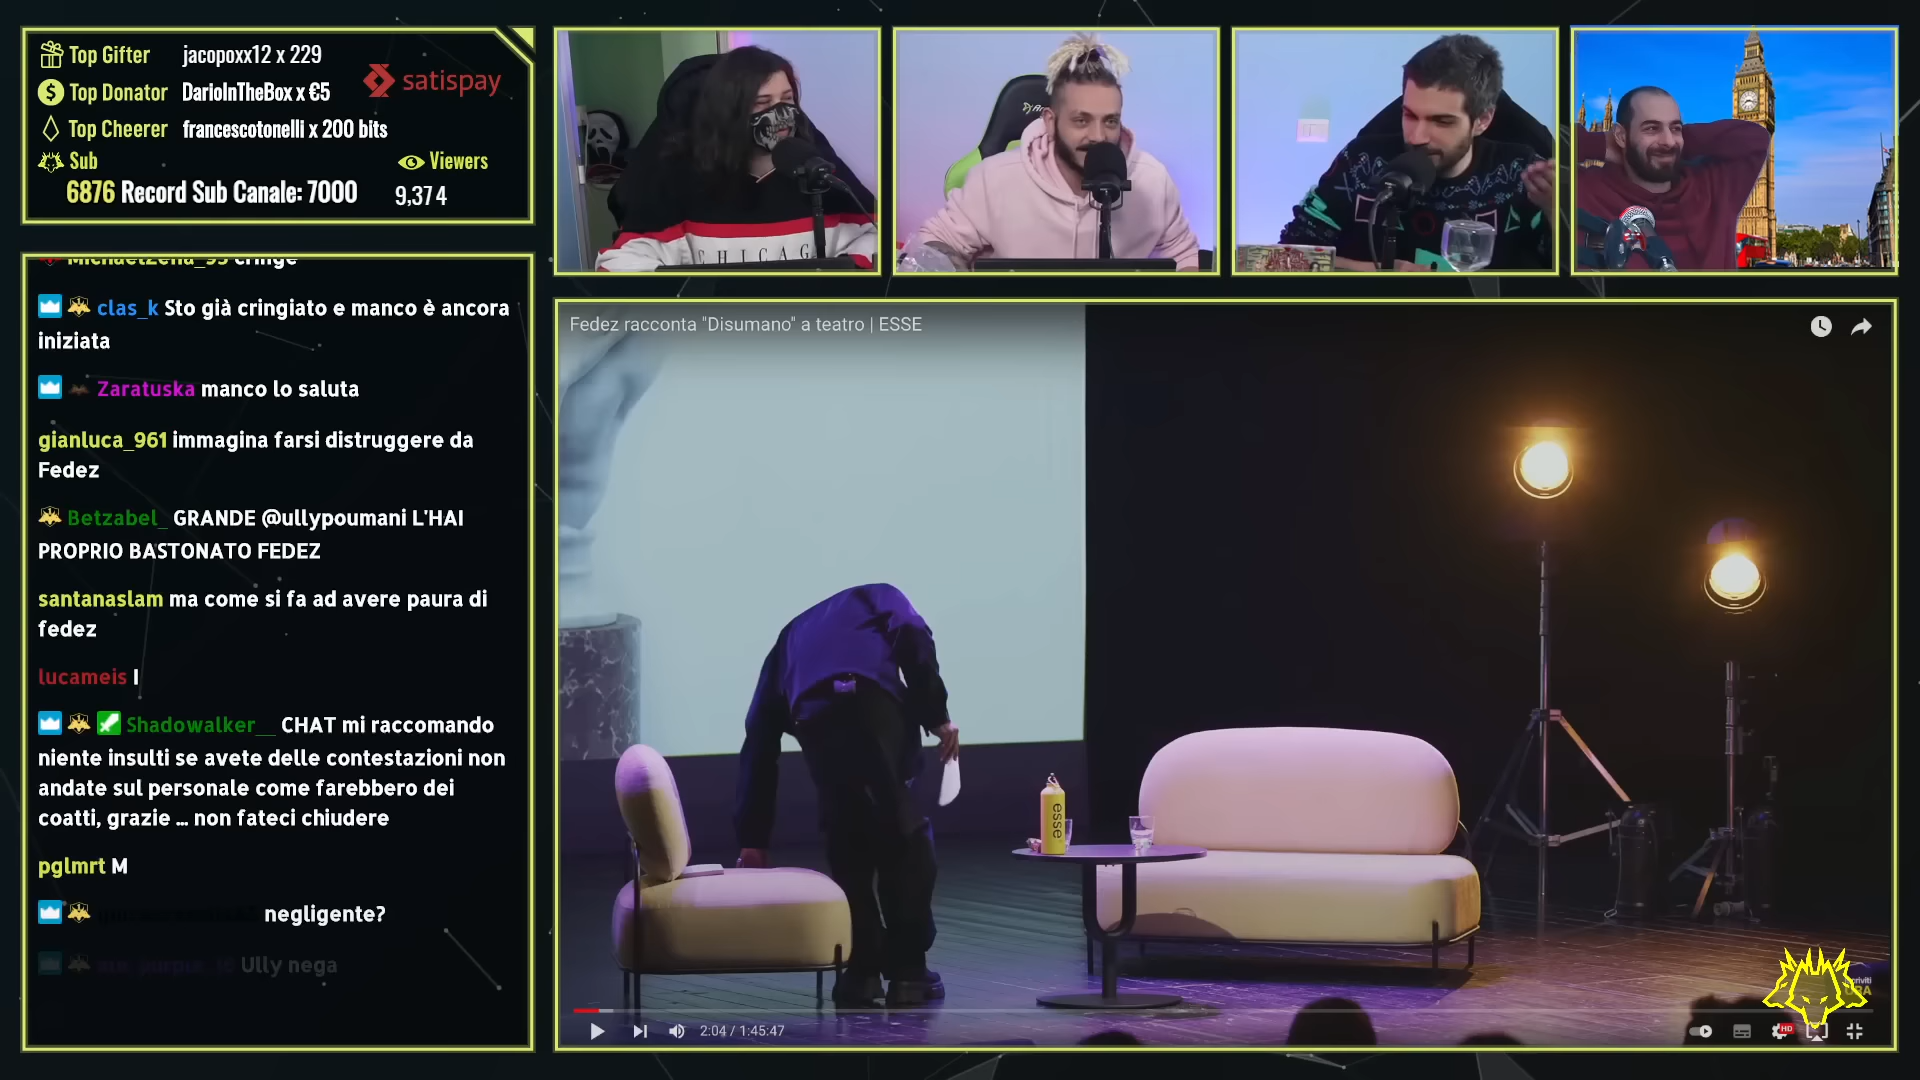 Top Gifter jacopoxx12 x 229
satispay
Top Donator DarioInTheBox x €5
Top Cheerer francescotonelli x 200 bits
Sub
Viewers
6876 Record Sub Canale: 7000
9,374
cringe
clas_k Sto già cringiato e manco è ancora
iniziata
Zaratuska manco lo saluta
gianluca_961 immagina farsi distruggere da
Fedez
Betzabel_ GRANDE @ullypoumani L'HAI
PROPRIO BASTONATO FEDEZ
santanaslam ma come si fa ad avere paura di
fedez
lucameis I
Shadowalker__ CHAT mi raccomando
niente insulti se avete delle contestazioni non
andate sul personale come farebbero dei
coatti, grazie ... non fateci chiudere
pglmrt M
negligente?
Ully nega
CHICAG
Fedez racconta "Disumano" a teatro | ESSE
esse
2:04 / 1:45:47
HD